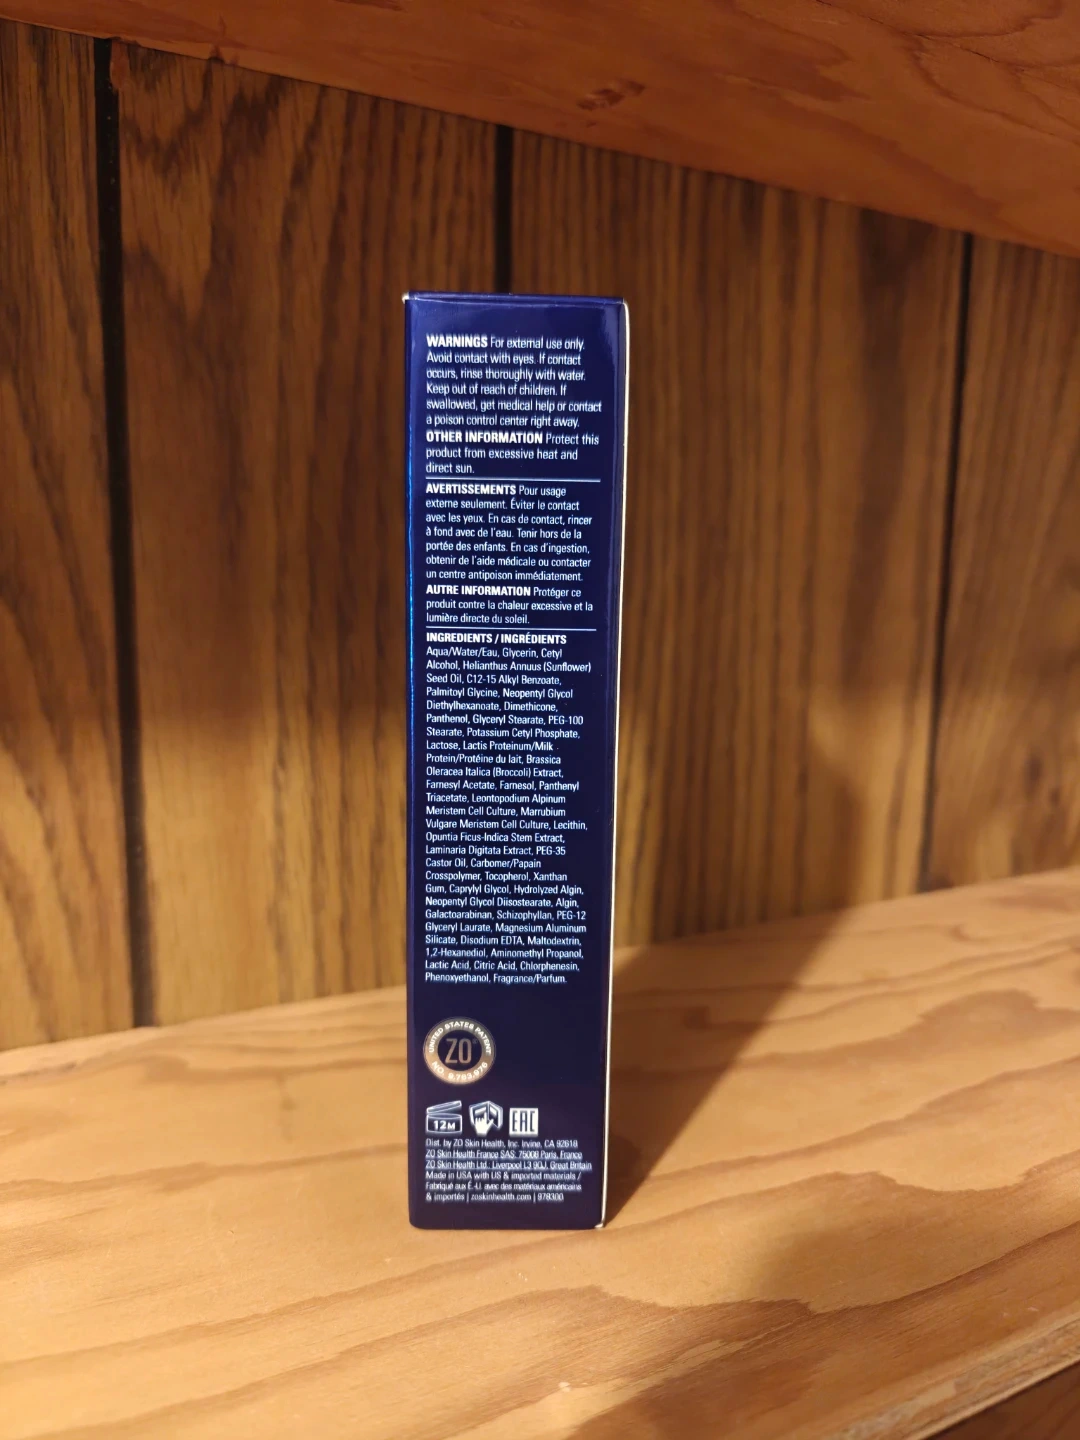 WARNINGS For external use only.
Avoid contact with eyes. If contact
occurs, rinse thoroughly with water.
Keep out of reach of children. If
swallowed, get medical help or contact
a poison control center right away.
OTHER INFORMATION Protect this
product from excessive heat and
direct sun.
AVERTISSEMENTS Pour usage
externe seulement. Éviter le contact
avec les yeux. En cas de contact, rincer
à fond avec de l'eau. Tenir hors de la
portée des enfants. En cas d'ingestion,
obtenir de l'aide médicale ou contacter
un centre antipoison immédiatement.
AUTRE INFORMATION Protéger ce
produit contre la chaleur excessive et la
lumière directe du soleil.
INGREDIENTS / INGRÉDIENTS
Aqua/Water/Eau, Glycerin, Cetyl
Alcohol, Helianthus Annuus (Sunflower)
Seed Oil, C12-15 Alkyl Benzoate,
Palmitoyl Glycine, Neopentyl Glycol
Diethylhexanoate, Dimethicone,
Panthenol, Glyceryl Stearate, PEG-100
Stearate, Potassium Cetyl Phosphate,
Lactose, Lactis Proteinum/Milk
Protein/Protéine du lait, Brassica
Oleracea Italica (Broccoli) Extract,
Farnesyl Acetate, Farnesol, Panthenyl
Triacetate, Leontopodium Alpinum
Meristem Cell Culture, Marrubium
Vulgare Meristem Cell Culture, Lecithin,
Opuntia Ficus-Indica Stem Extract,
Laminaria Digitata Extract, PEG-35
Castor Oil, Carbomer/Papain
Crosspolymer, Tocopherol, Xanthan
Gum, Caprylyl Glycol, Hydrolyzed Algin,
Neopentyl Glycol Diisostearate, Algin,
Galactoarabinan, Schizophyllan, PEG-12
Glyceryl Laurate, Magnesium Aluminum
Silicate, Disodium EDTA, Maltodextrin,
1,2-Hexanediol, Aminomethyl Propanol,
Lactic Acid, Citric Acid, Chlorphenesin,
Phenoxyethanol, Fragrance/Parfum.
UNITED STATES PATENT
ZO®
NO.
12M
EAC
Dist. by ZO Skin Health, Inc. Irvine, CA 92618
ZO Skin Health France SAS, 75008 Paris, France
ZO Skin Health Ltd., Liverpool L3 9QJ, Great Britain
Made in USA with US & imported materials /
Fabriqué aux É.-U. avec des matériaux américains
& importés | zoskinhealth.com | 978300